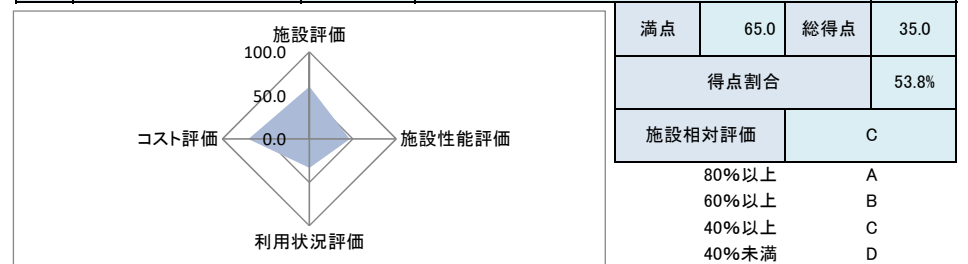 施設評価
100.0
50.0
0.0
コスト評価
施設性能評価
利用状況評価
満点 65.0 総得点 35.0
得点割合 53.8%
施設相対評価 C
80%以上 A
60%以上 B
40%以上 C
40%未満 D